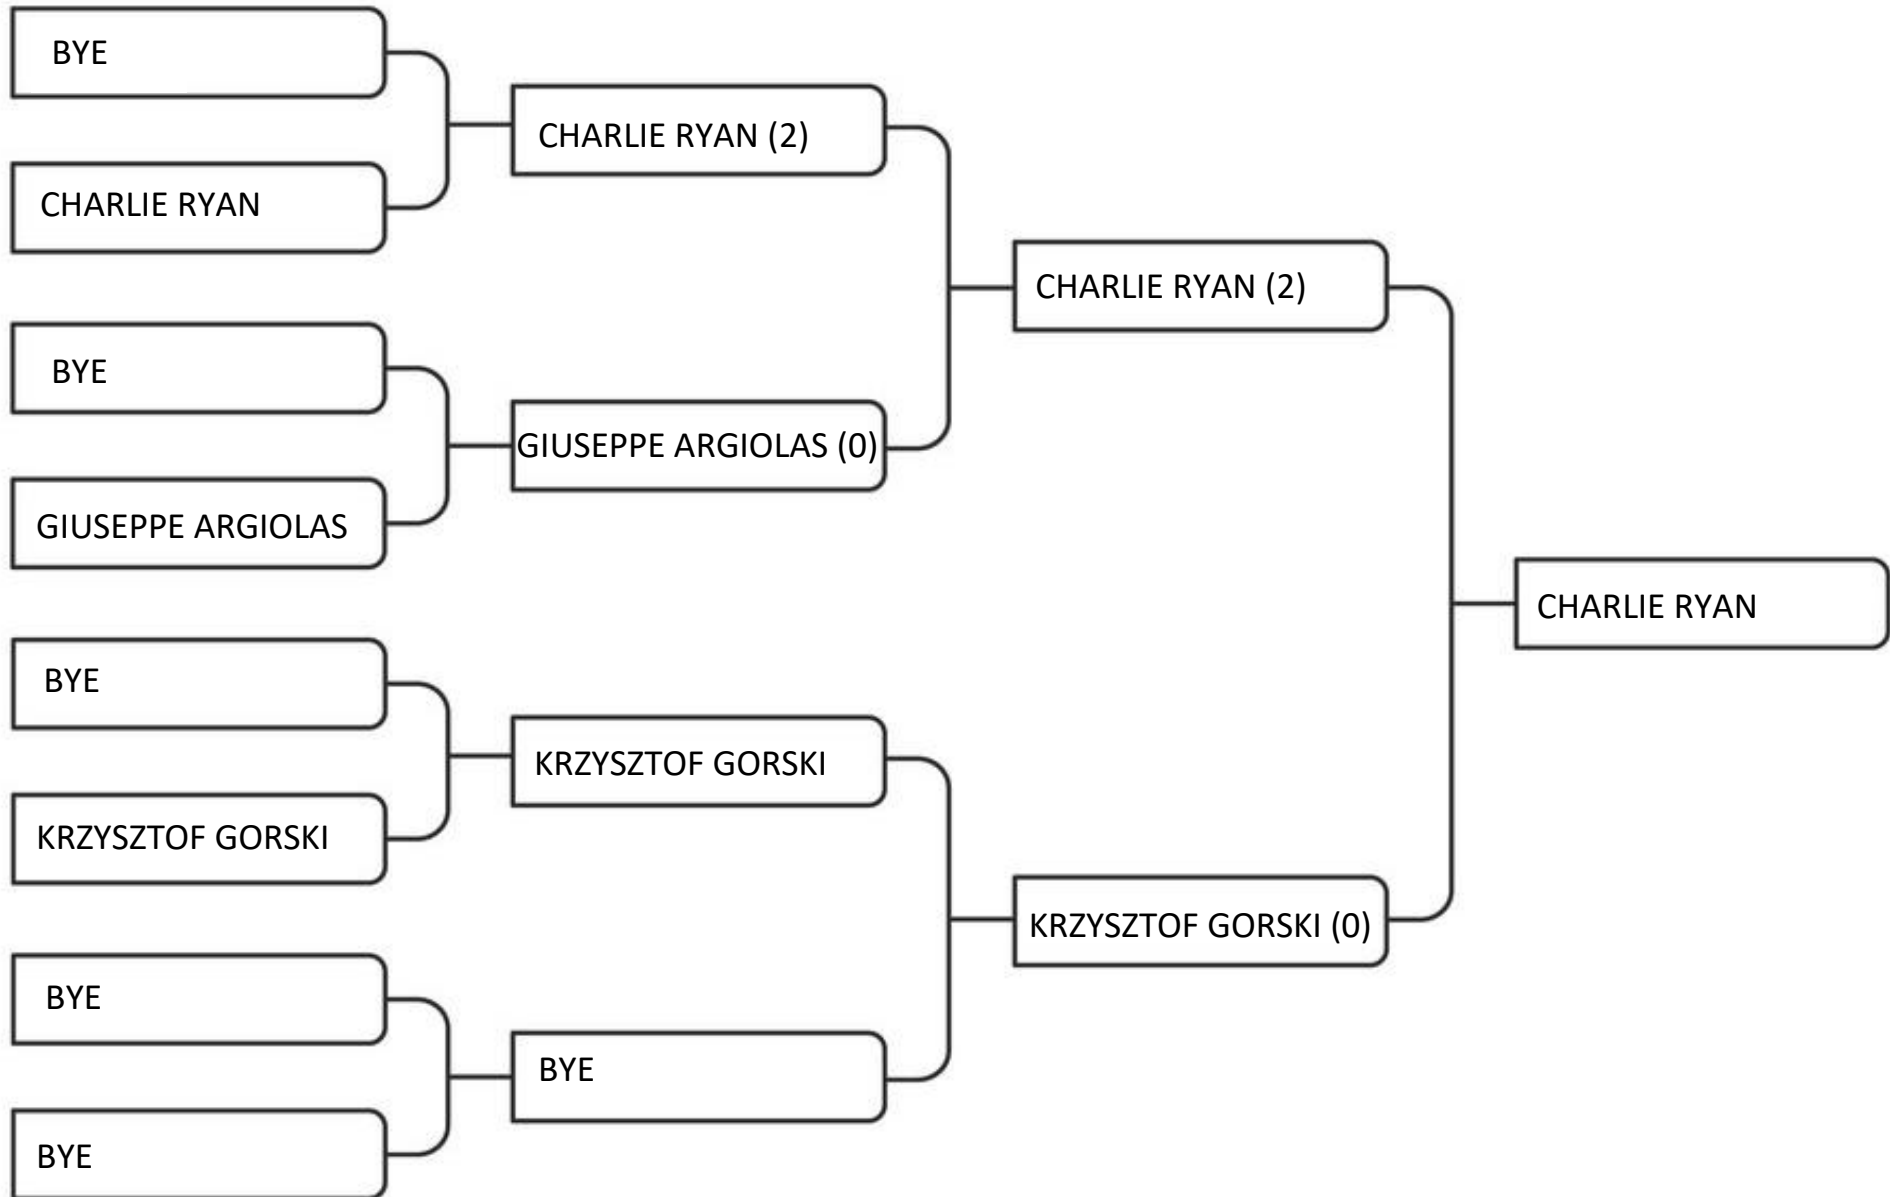 BYE
CHARLIE RYAN
BYE
GIUSEPPE ARGIOLAS
BYE
KRZYSZTOF GORSKI
BYE
BYE
CHARLIE RYAN (2)
GIUSEPPE ARGIOLAS (0)
KRZYSZTOF GORSKI
BYE
CHARLIE RYAN (2)
KRZYSZTOF GORSKI (0)
CHARLIE RYAN